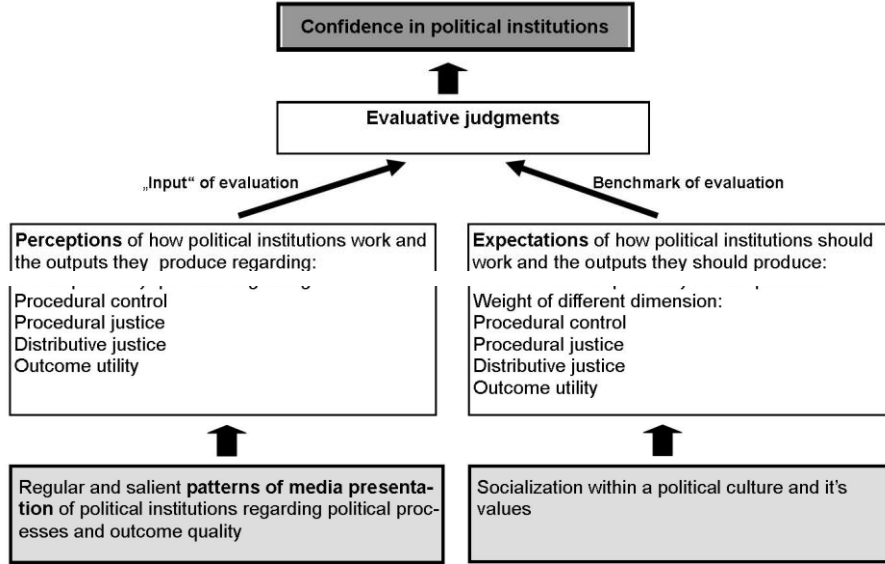 Confidence in political institutions
Evaluative judgments
„Input“ of evaluation
Benchmark of evaluation
Perceptions of how political institutions work and
the outputs they produce regarding:
Procedural control
Procedural justice
Distributive justice
Outcome utility
Expectations of how political institutions should
work and the outputs they should produce:
Weight of different dimension:
Procedural control
Procedural justice
Distributive justice
Outcome utility
Regular and salient patterns of media presenta-
tion of political institutions regarding political proc-
esses and outcome quality
Socialization within a political culture and it’s
values